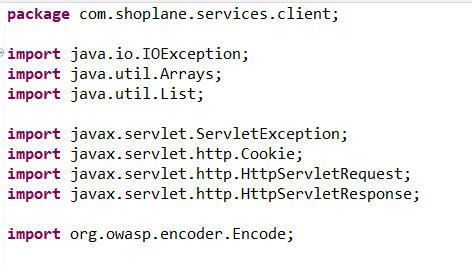 package com.shoplane.services.client;
import java.io.IOException;
import java.util.Arrays;
import java.util.List;
import javax.servlet.ServletException;
import javax.servlet.http.Cookie;
import javax.servlet.http.HttpServletRequest;
import javax.servlet.http.HttpServletResponse;
import org.owasp.encoder.Encode;